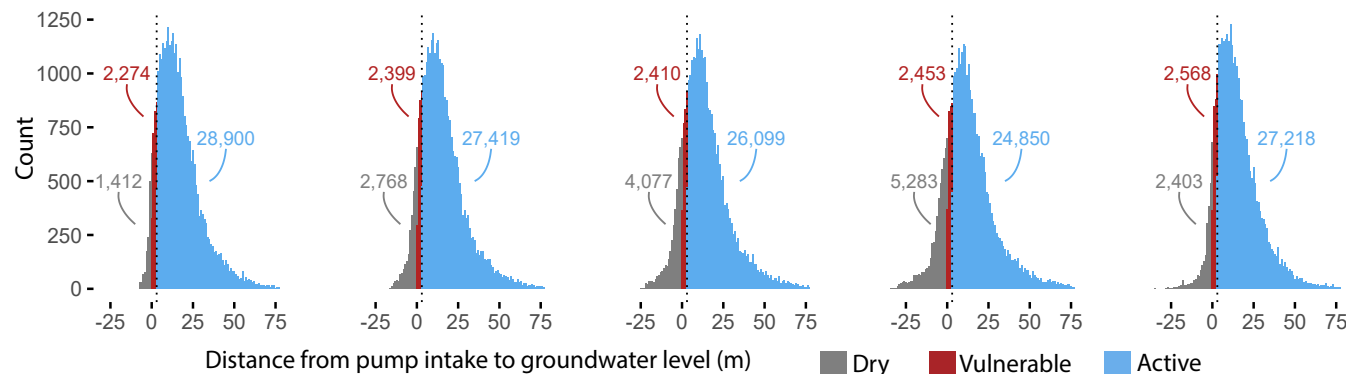 1250
1000
750
500
250
0
Count
2,274
28,900
1,412
2,399
27,419
2,768
2,410
26,099
4,077
2,453
24,850
5,283
2,568
27,218
2,403
-25 0 25 50 75
-25 0 25 50 75
-25 0 25 50 75
-25 0 25 50 75
-25 0 25 50 75
Distance from pump intake to groundwater level (m)
Dry Vulnerable Active